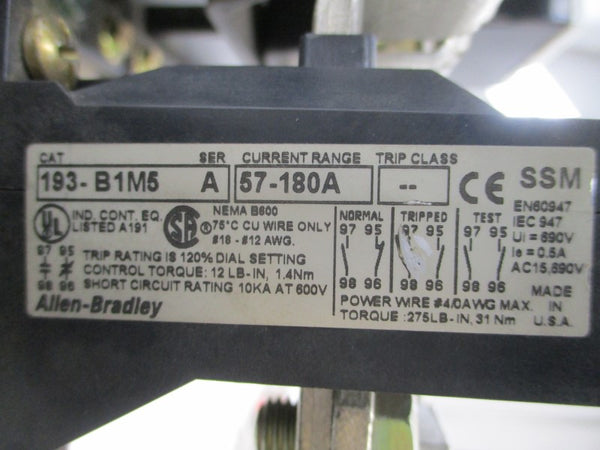 CAT SER CURRENT RANGE TRIP CLASS
193- B1M5 A 57-180A -- CE SSM
UL IND. CONT. EQ. LISTED A191
SA NEMA B600
®75°C CU WIRE ONLY
#18 - #12 AWG.
97 95
98 96
TRIP RATING IS 120% DIAL SETTING
CONTROL TORQUE: 12 LB-IN, 1.4Nm
SHORT CIRCUIT RATING 10KA AT 600V
Allen-Bradley
NORMAL TRIPPED TEST
97 95 97 95 97 95
98 96 98 96 98 96
POWER WIRE #4/0AWG MAX.
TORQUE :275LB-IN, 31 Nm
EN60947
IEC 947
Ui = 690V
Ie = 0.5A
AC15,690V
MADE
IN
U.S.A.